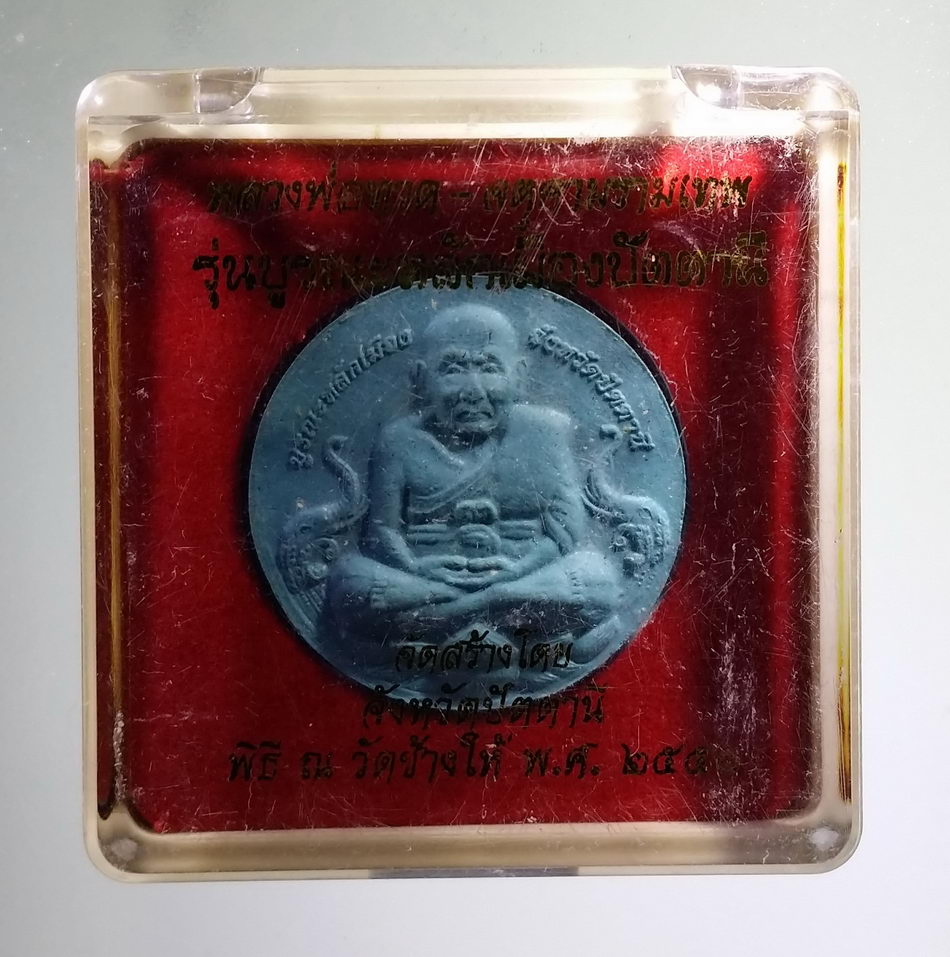 หลวงพ่อทวด - จตุคามรามเทพ
รุ่นบูรณะหลักเมืองปัตตานี
บูรณะหลักเมือง
จังหวัดปัตตานี
จัดสร้างโดย
จังหวัดปัตตานี
พิธี ณ วัดช้างให้ พ.ศ.